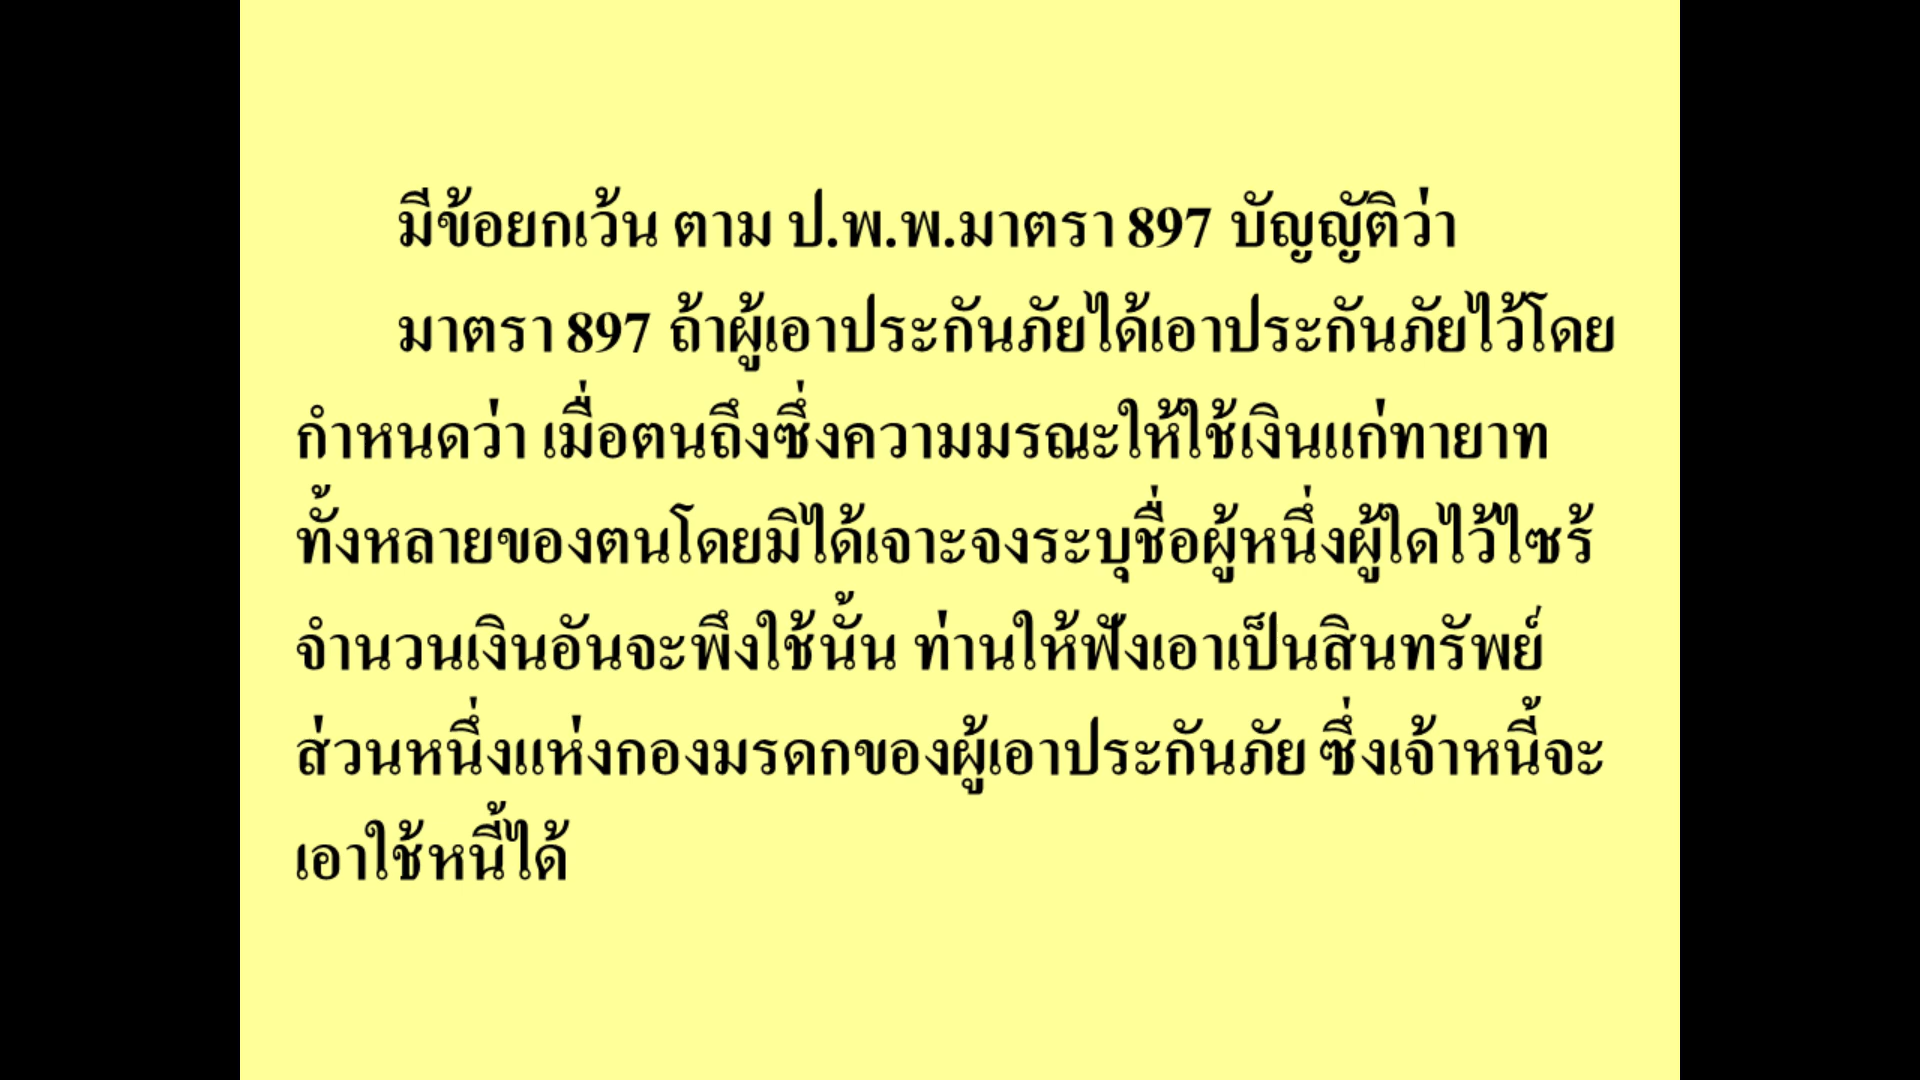 มีข้อยกเว้น ตาม ป.พ.พ.มาตรา 897 บัญญัติว่า
มาตรา 897 ถ้าผู้เอาประกันภัยได้เอาประกันภัยไว้โดย
กำหนดว่า เมื่อตนถึงซึ่งความมรณะให้ใช้เงินแก่ทายาท
ทั้งหลายของตนโดยมิได้เจาะจงระบุชื่อผู้หนึ่งผู้ใดไว้ไซร้
จำนวนเงินอันจะพึงใช้นั้น ท่านให้ฟังเอาเป็นสินทรัพย์
ส่วนหนึ่งแห่งกองมรดกของผู้เอาประกันภัย ซึ่งเจ้าหนี้จะ
เอาใช้หนี้ได้